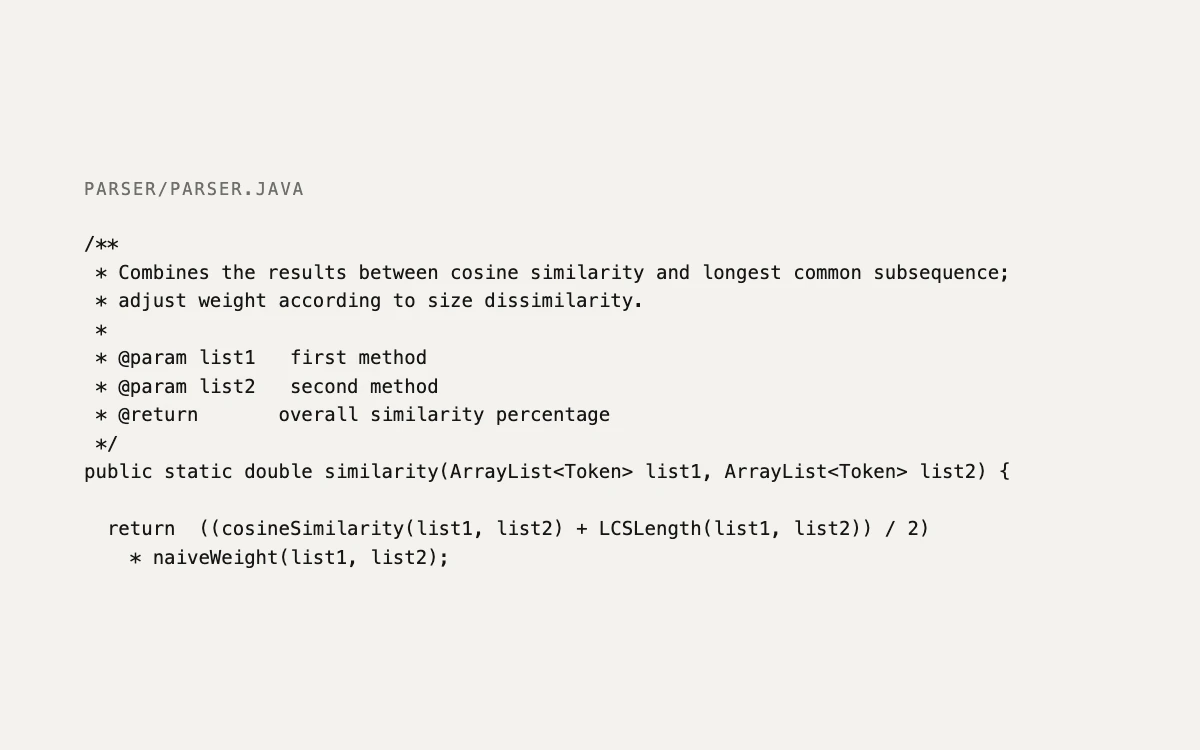 PARSER/PARSER.JAVA
/**
 * Combines the results between cosine similarity and longest common subsequence;
 * adjust weight according to size dissimilarity.
 *
 * @param list1   first method
 * @param list2   second method
 * @return       overall similarity percentage
 */
public static double similarity(ArrayList<Token> list1, ArrayList<Token> list2) {
  return  ((cosineSimilarity(list1, list2) + LCSLength(list1, list2)) / 2)
    * naiveWeight(list1, list2);